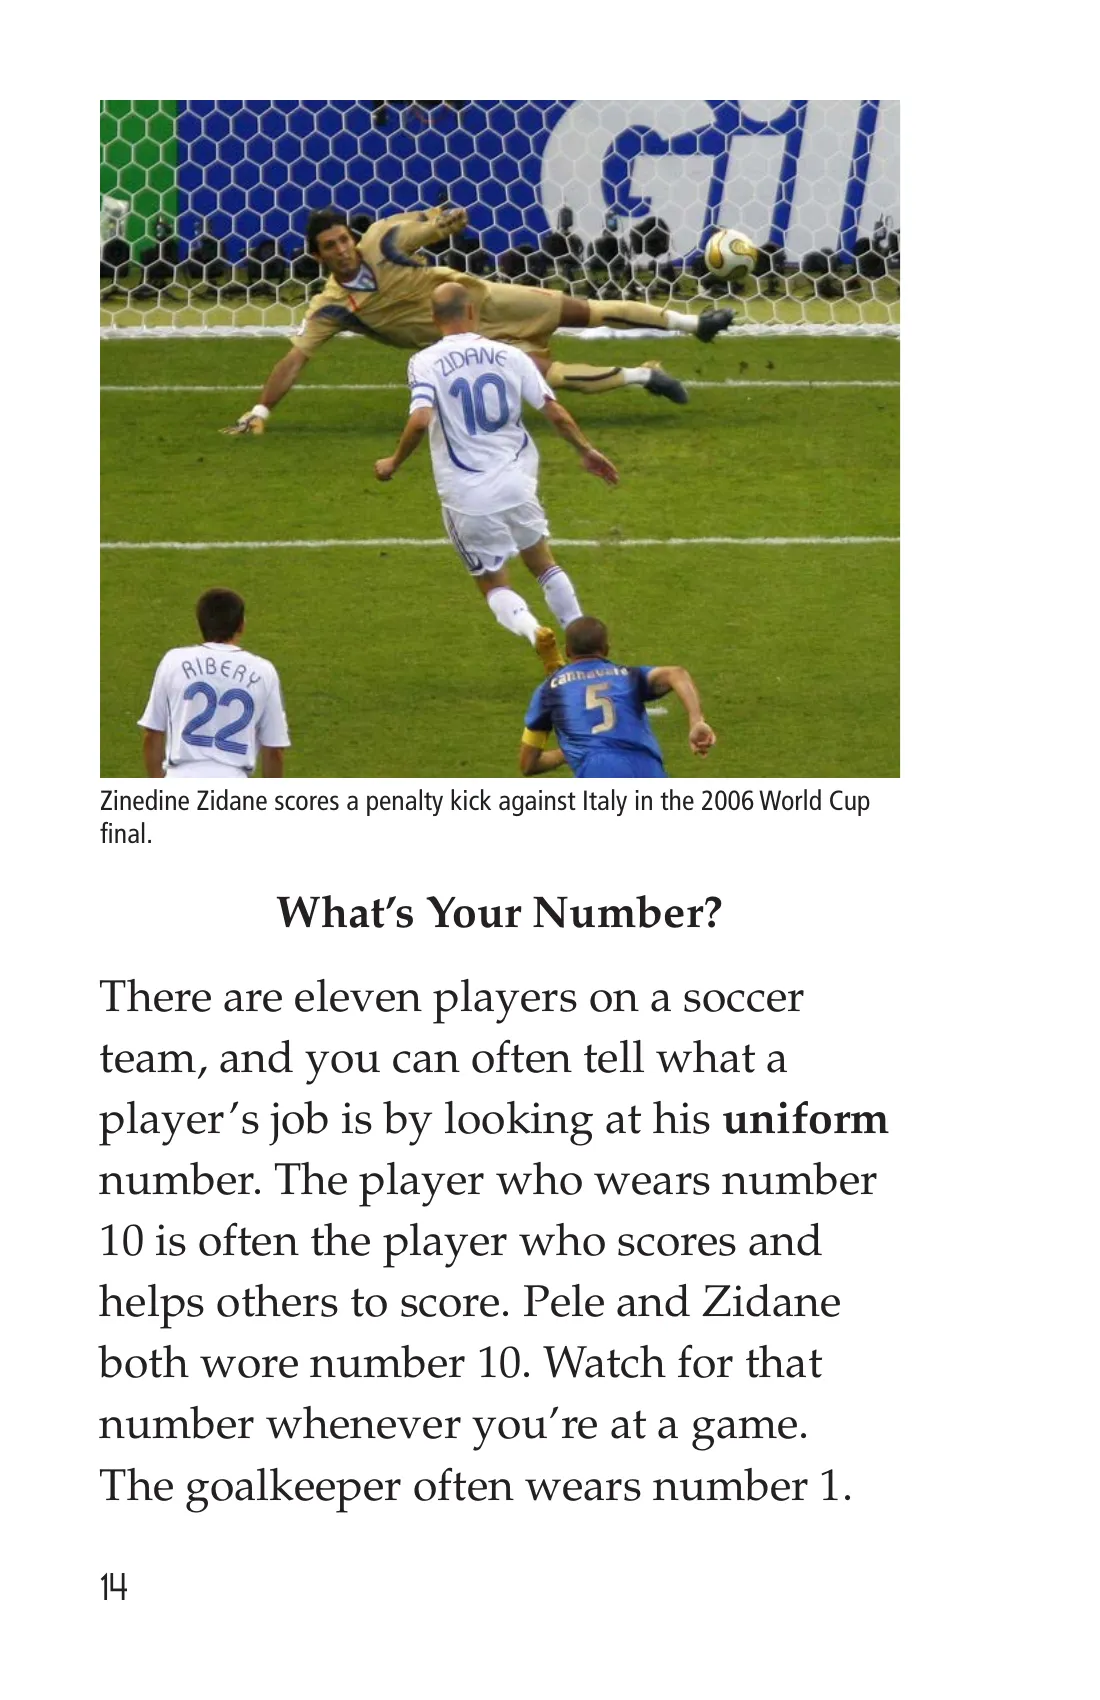 Gill
ZIDANE
10
RIBERY
22
cannavaro
5
Zinedine Zidane scores a penalty kick against Italy in the 2006 World Cup
final.
What's Your Number?
There are eleven players on a soccer
team, and you can often tell what a
player's job is by looking at his uniform
number. The player who wears number
10 is often the player who scores and
helps others to score. Pele and Zidane
both wore number 10. Watch for that
number whenever you're at a game.
The goalkeeper often wears number 1.
14